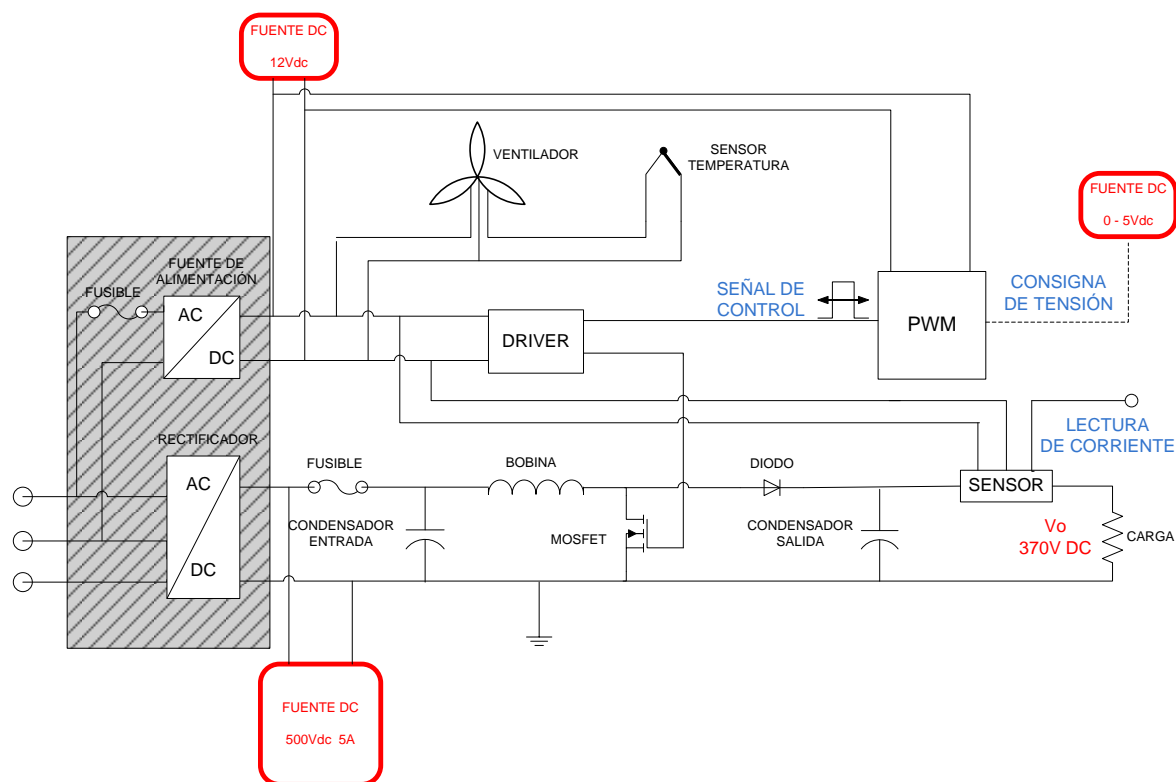 FUENTE DC
12Vdc
VENTILADOR
SENSOR
TEMPERATURA
FUENTE DC
0 - 5Vdc
FUENTE DE
ALIMENTACIÓN
FUSIBLE
AC
DC
SEÑAL DE
CONTROL
CONSIGNA
DE TENSIÓN
DRIVER
PWM
RECTIFICADOR
AC
DC
FUSIBLE
BOBINA
DIODO
LECTURA
DE CORRIENTE
SENSOR
CONDENSADOR
ENTRADA
MOSFET
CONDENSADOR
SALIDA
Vo
370V DC
CARGA
FUENTE DC
500Vdc 5A